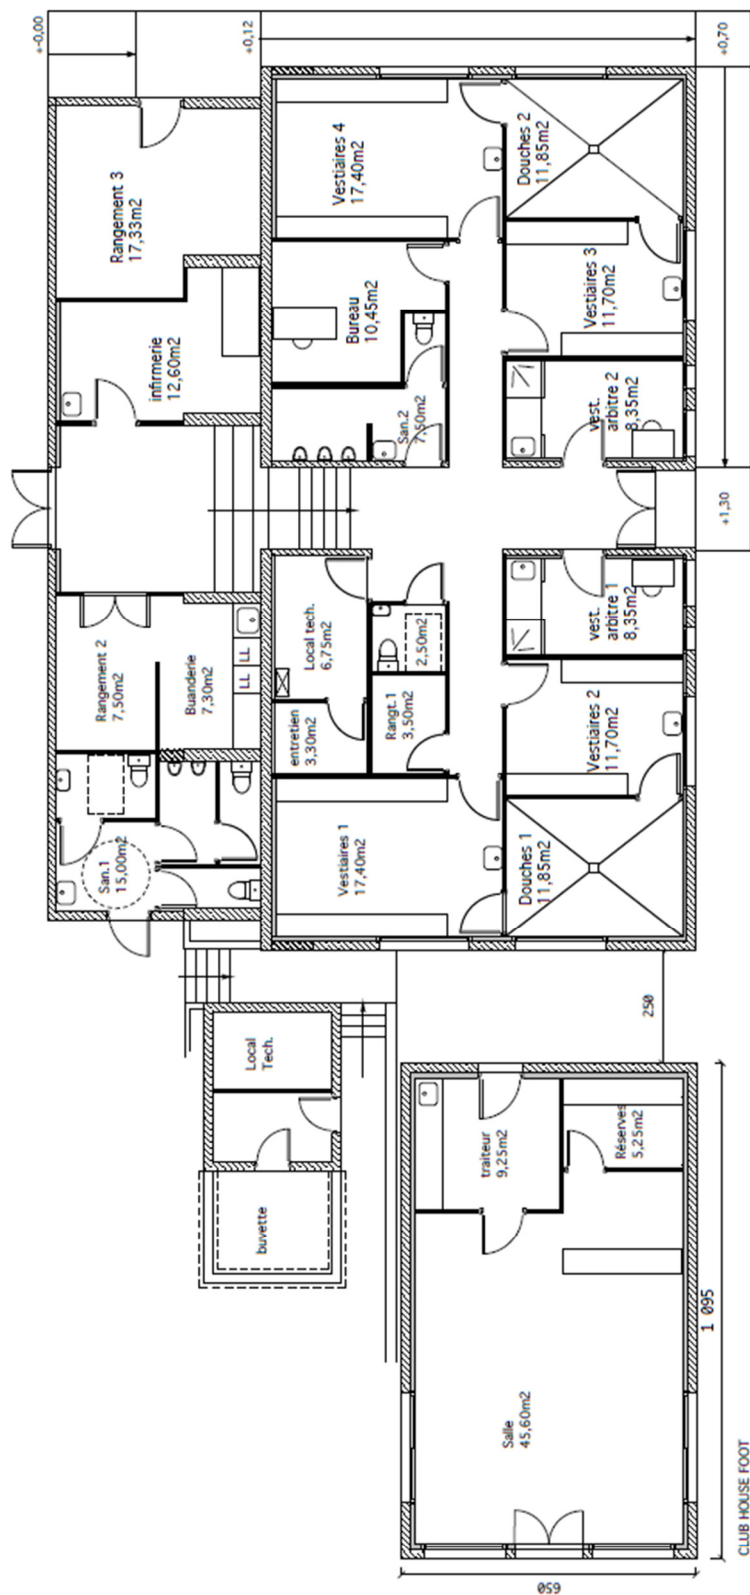 +-0,00
+0,12
+0,70
Rangement 3
17,33m2
Vestiaires 4
17,40m2
Douches 2
11,85m2
infirmerie
12,60m2
Bureau
10,45m2
Vestiaires 3
11,70m2
San.2
7,50m2
vest.
arbitre 2
8,35m2
+1,30
Rangement 2
7,50m2
Buanderie
7,30m2
LL
LL
Local tech.
6,75m2
2,50m2
vest.
arbitre 1
8,35m2
entretien
3,30m2
Rangt.1
3,50m2
Vestiaires 2
11,70m2
San.1
15,00m2
Vestiaires 1
17,40m2
Douches 1
11,85m2
250
Local
Tech.
buvette
traiteur
9,25m2
Réserves
5,25m2
Salle
45,60m2
1 095
650
CLUB HOUSE FOOT